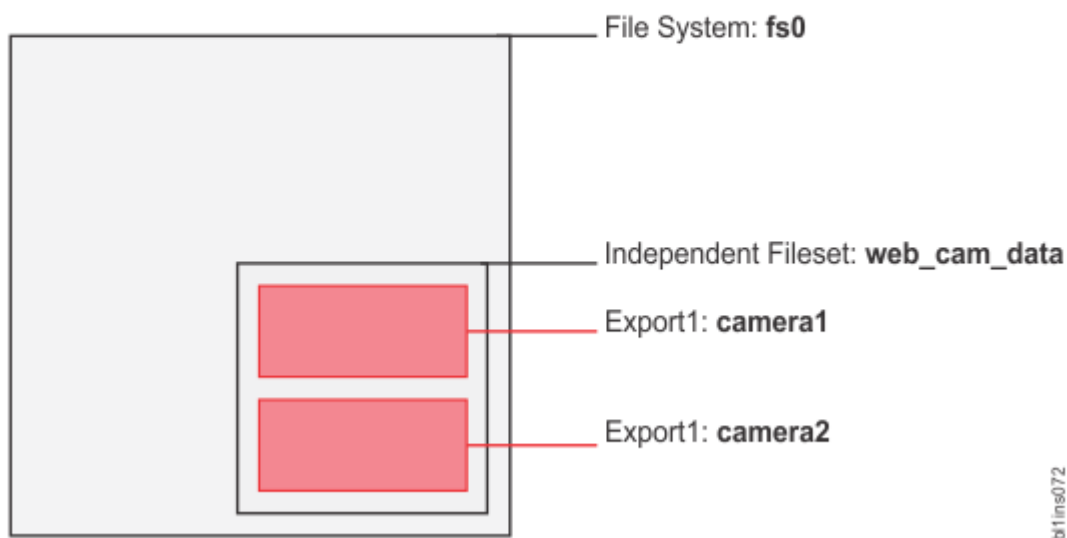 File System: fs0
Independent Fileset: web_cam_data
Export1: camera1
Export1: camera2
bl1ins072